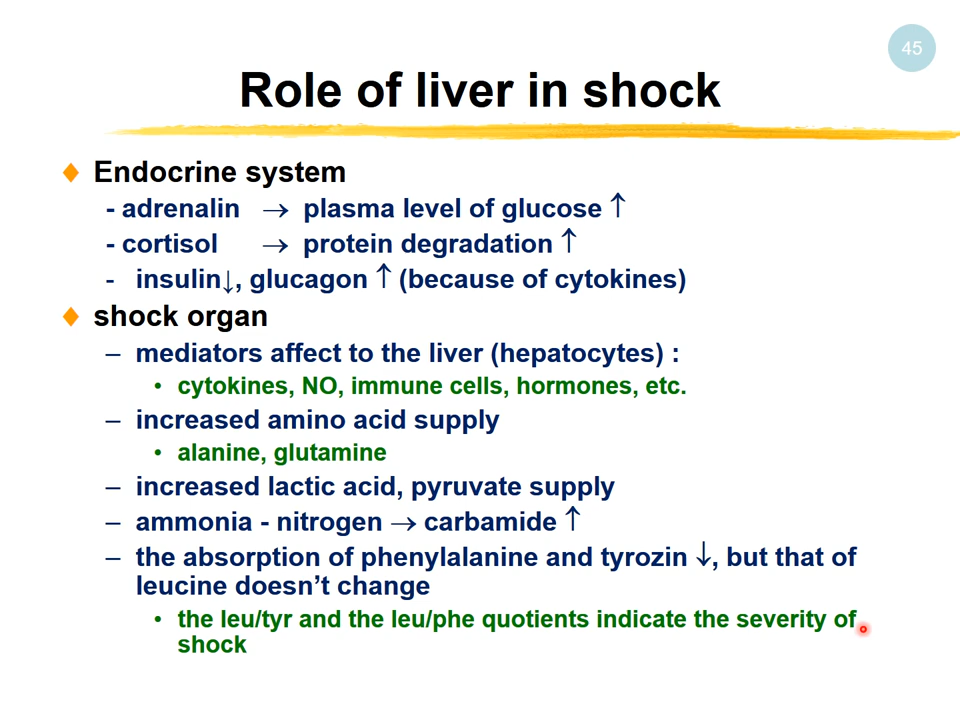 45
Role of liver in shock
♦ Endocrine system
- adrenalin → plasma level of glucose ↑
- cortisol → protein degradation ↑
- insulin↓, glucagon ↑ (because of cytokines)
♦ shock organ
– mediators affect to the liver (hepatocytes) :
• cytokines, NO, immune cells, hormones, etc.
– increased amino acid supply
• alanine, glutamine
– increased lactic acid, pyruvate supply
– ammonia - nitrogen → carbamide ↑
– the absorption of phenylalanine and tyrozin ↓, but that of
leucine doesn’t change
• the leu/tyr and the leu/phe quotients indicate the severity of
shock